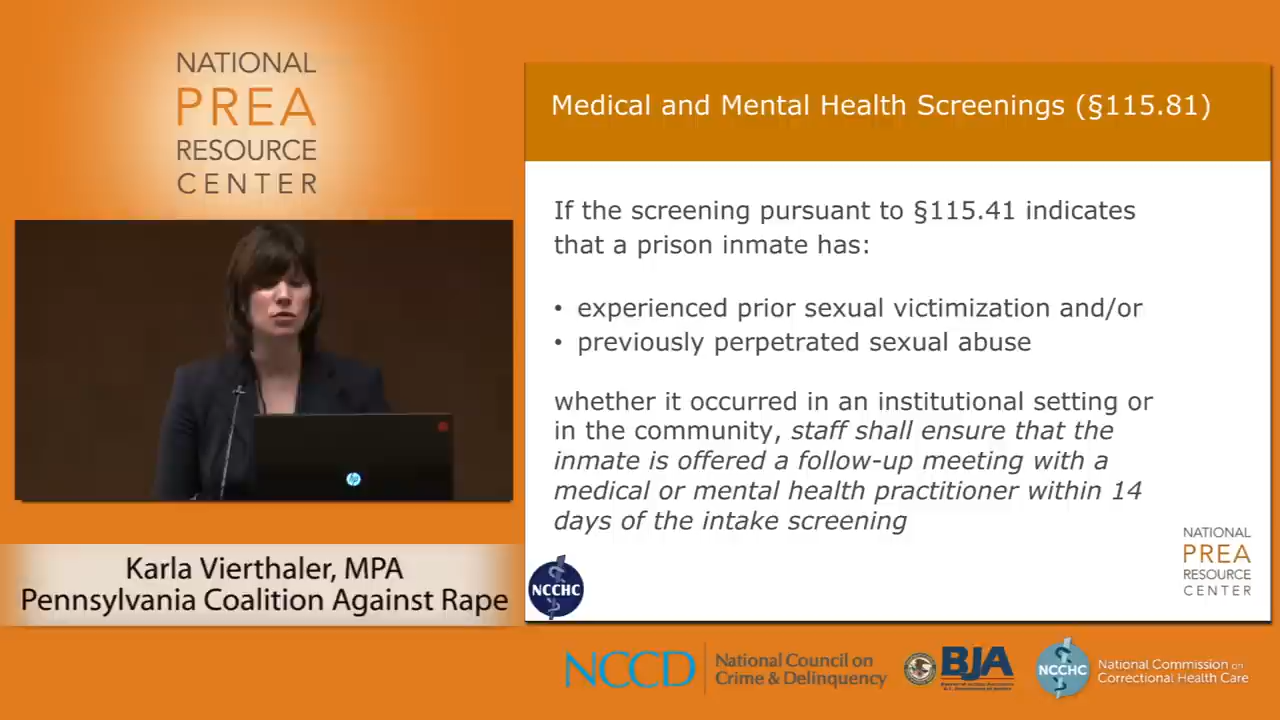 NATIONAL
PREA
RESOURCE
CENTER
Medical and Mental Health Screenings (§115.81)
If the screening pursuant to §115.41 indicates
that a prison inmate has:
• experienced prior sexual victimization and/or
• previously perpetrated sexual abuse
whether it occurred in an institutional setting or
in the community, staff shall ensure that the
inmate is offered a follow-up meeting with a
medical or mental health practitioner within 14
days of the intake screening
NCCHC
NATIONAL
PREA
RESOURCE
CENTER
hp
Karla Vierthaler, MPA
Pennsylvania Coalition Against Rape
NCCD
National Council on
Crime & Delinquency
BJA
NCCHC
National Commission on
Correctional Health Care